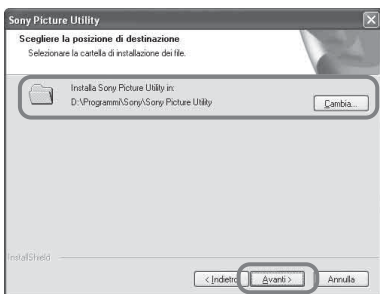 Sony Picture Utility
Scegliere la posizione di destinazione
Selezionare la cartella di installazione dei file.
Installa Sony Picture Utility in:
D:\Programmi\Sony\Sony Picture Utility
Cambia...
InstallShield
< Indietro
Avanti >
Annulla